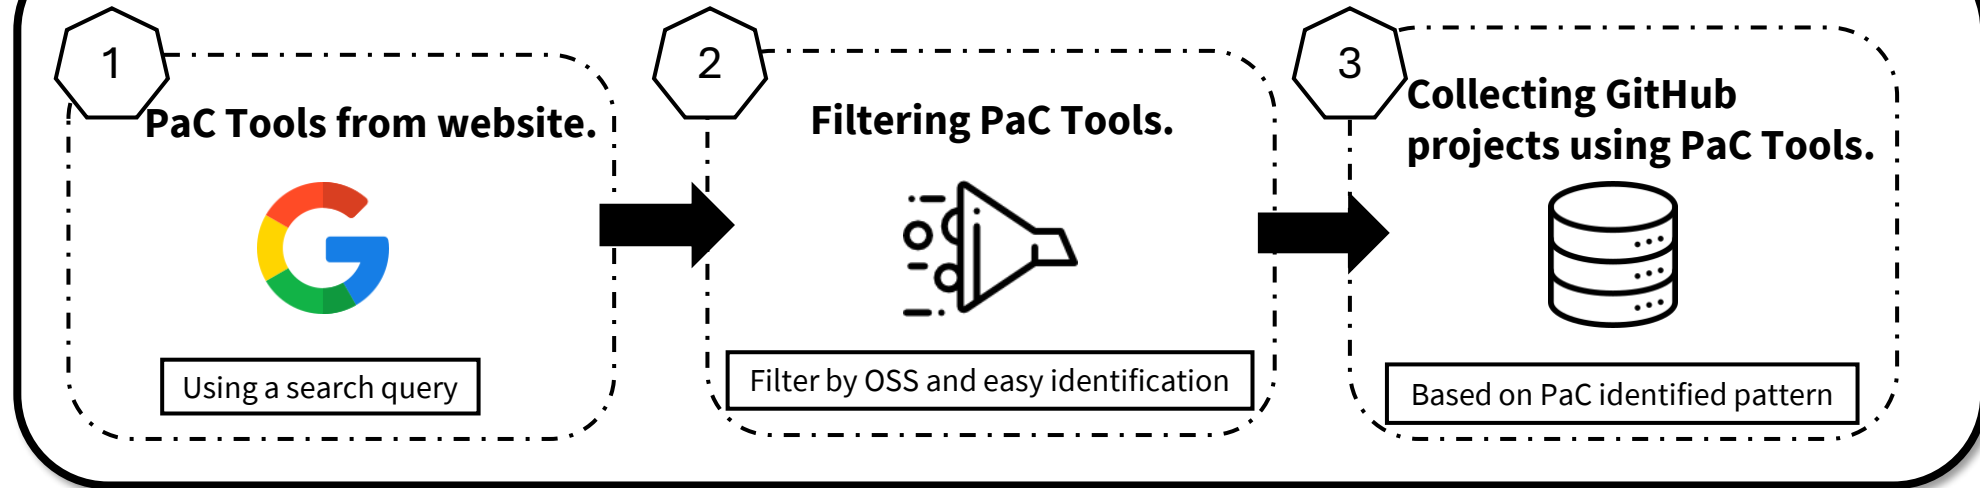 1
PaC Tools from website.
Using a search query
2
Filtering PaC Tools.
Filter by OSS and easy identification
3
Collecting GitHub
projects using PaC Tools.
Based on PaC identified pattern